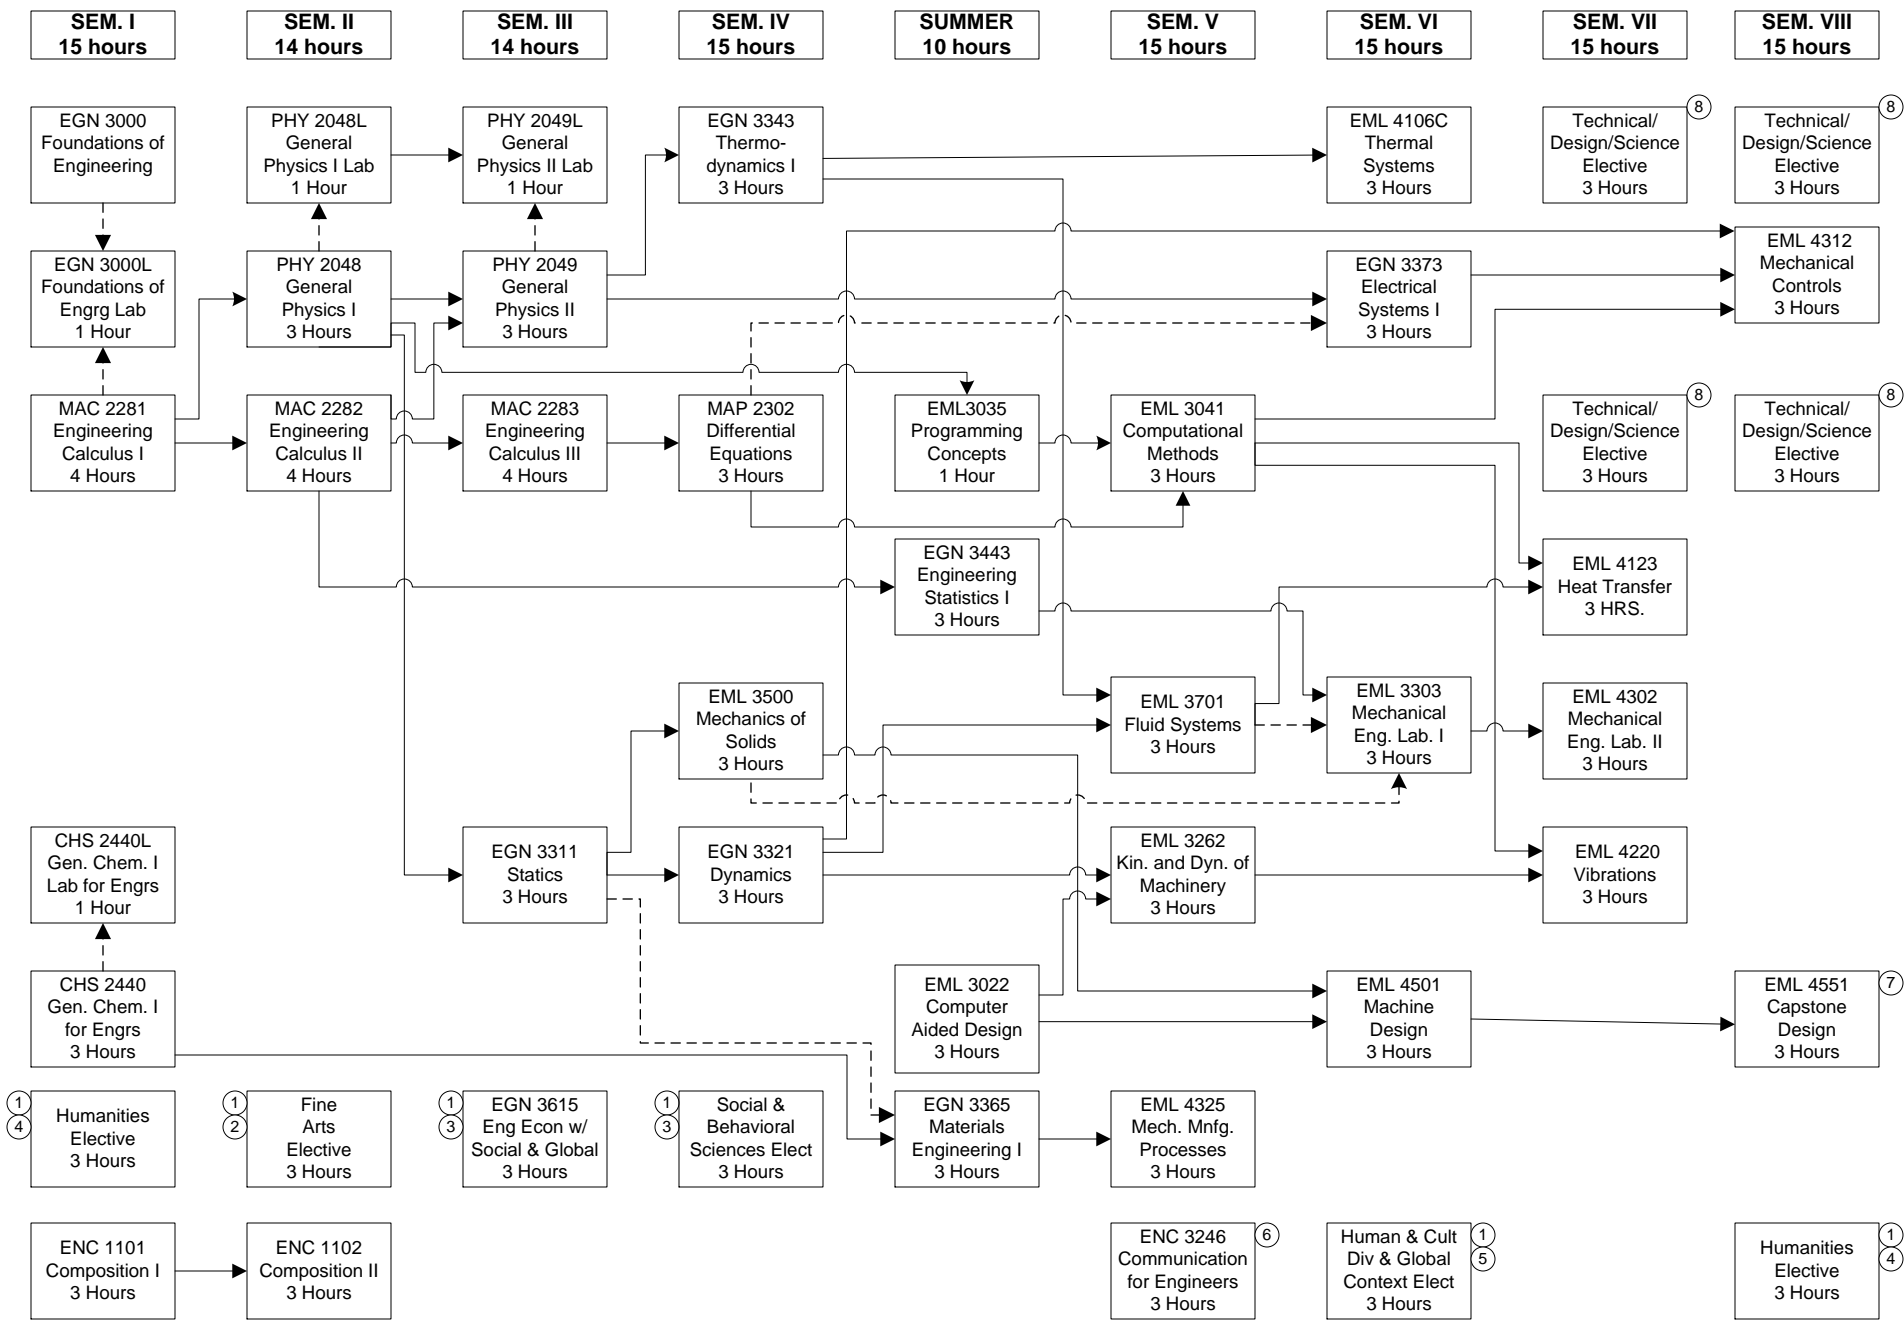 SEM. I
15 hours
SEM. II
14 hours
SEM. III
14 hours
SEM. IV
15 hours
SUMMER
10 hours
SEM. V
15 hours
SEM. VI
15 hours
SEM. VII
15 hours
SEM. VIII
15 hours
EGN 3000
Foundations of
Engineering
PHY 2048L
General
Physics I Lab
1 Hour
PHY 2049L
General
Physics II Lab
1 Hour
EGN 3343
Thermo-
dynamics I
3 Hours
EML 4106C
Thermal
Systems
3 Hours
Technical/
Design/Science
Elective
3 Hours
8
Technical/
Design/Science
Elective
3 Hours
8
EGN 3000L
Foundations of
Engrg Lab
1 Hour
PHY 2048
General
Physics I
3 Hours
PHY 2049
General
Physics II
3 Hours
EGN 3373
Electrical
Systems I
3 Hours
EML 4312
Mechanical
Controls
3 Hours
MAC 2281
Engineering
Calculus I
4 Hours
MAC 2282
Engineering
Calculus II
4 Hours
MAC 2283
Engineering
Calculus III
4 Hours
MAP 2302
Differential
Equations
3 Hours
EML3035
Programming
Concepts
1 Hour
EML 3041
Computational
Methods
3 Hours
Technical/
Design/Science
Elective
3 Hours
8
Technical/
Design/Science
Elective
3 Hours
8
EGN 3443
Engineering
Statistics I
3 Hours
EML 4123
Heat Transfer
3 HRS.
EML 3500
Mechanics of
Solids
3 Hours
EML 3701
Fluid Systems
3 Hours
EML 3303
Mechanical
Eng. Lab. I
3 Hours
EML 4302
Mechanical
Eng. Lab. II
3 Hours
CHS 2440L
Gen. Chem. I
Lab for Engrs
1 Hour
EGN 3311
Statics
3 Hours
EGN 3321
Dynamics
3 Hours
EML 3262
Kin. and Dyn. of
Machinery
3 Hours
EML 4220
Vibrations
3 Hours
CHS 2440
Gen. Chem. I
for Engrs
3 Hours
EML 3022
Computer
Aided Design
3 Hours
EML 4501
Machine
Design
3 Hours
EML 4551
Capstone
Design
3 Hours
7
1
4
Humanities
Elective
3 Hours
1
2
Fine
Arts
Elective
3 Hours
1
3
EGN 3615
Eng Econ w/
Social & Global
3 Hours
1
3
Social &
Behavioral
Sciences Elect
3 Hours
EGN 3365
Materials
Engineering I
3 Hours
EML 4325
Mech. Mnfg.
Processes
3 Hours
ENC 1101
Composition I
3 Hours
ENC 1102
Composition II
3 Hours
ENC 3246
Communication
for Engineers
3 Hours
6
Human & Cult
Div & Global
Context Elect
3 Hours
1
5
Humanities
Elective
3 Hours
1
4